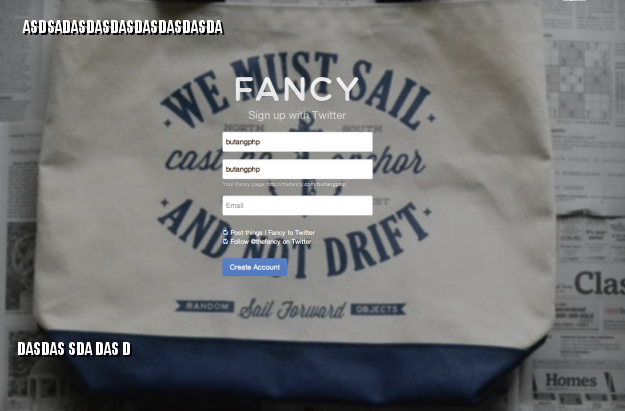 ASDSADASDASDASDASDASDASDA
WE MUST SAIL
FANCY
Sign up with Twitter
NORTH SOUTH
butangphp
butangphp
Your Fancy page: http://thefancy.com/butangphp
Email
Post things I Fancy to Twitter
Follow @thefancy on Twitter
AND NOT DRIFT
Create Account
RANDOM Sail Forward OBJECTS
Clas
DASDAS SDA DAS D
Homes